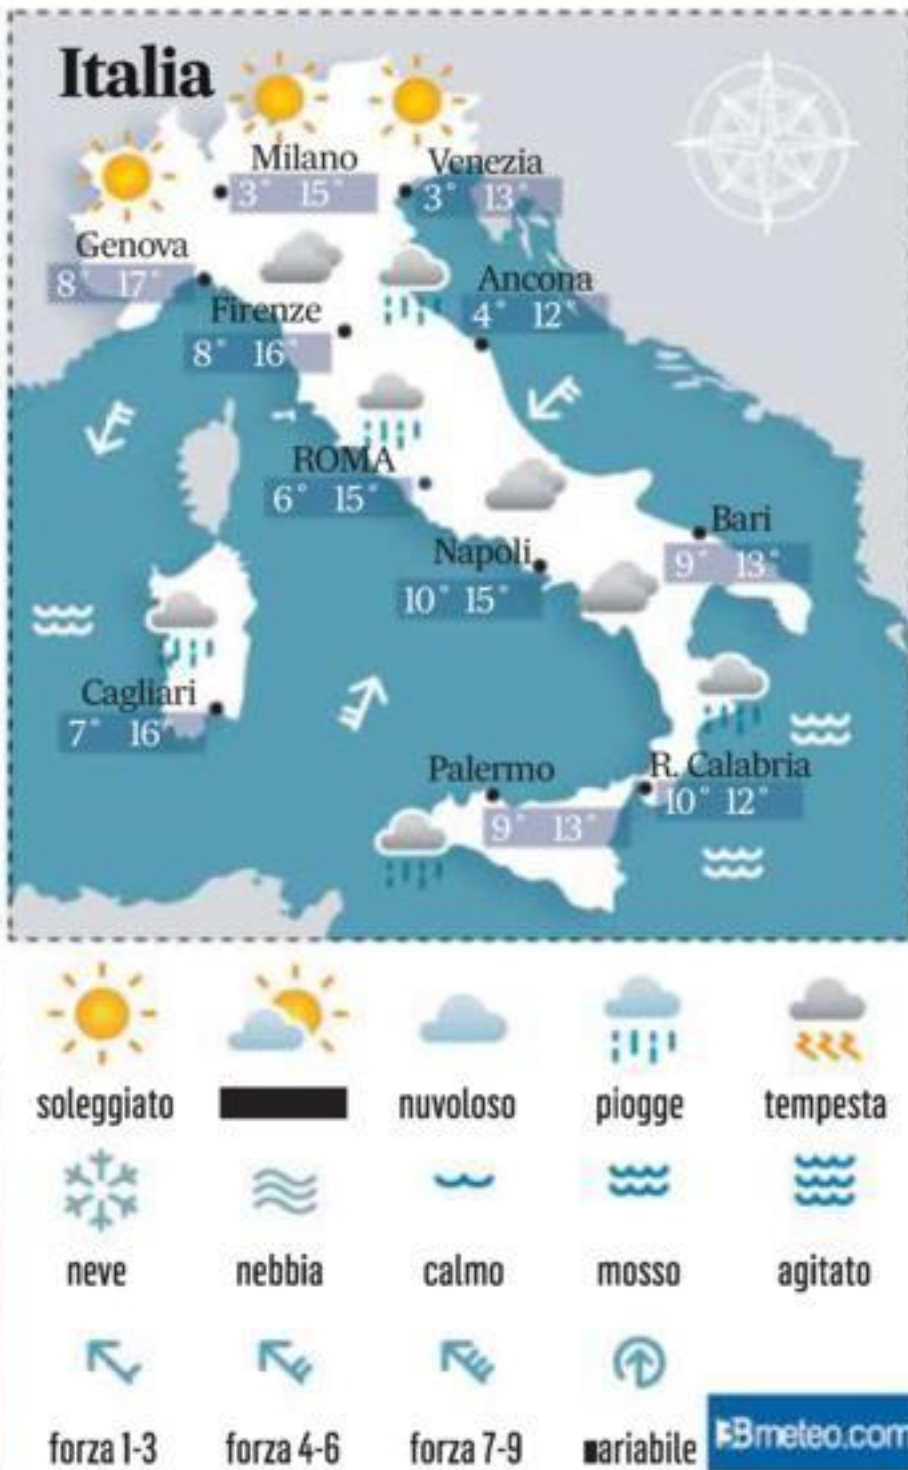 Italia
Milano
3° 15°
Venezia
3° 13°
Genova
8° 17°
Ancona
4° 12°
Firenze
8° 16°
ROMA
6° 15°
Bari
9° 13°
Napoli
10° 15°
Cagliari
7° 16°
Palermo
9° 13°
R. Calabria
10° 12°
soleggiato
nuvoloso
piogge
tempesta
neve
nebbia
calmo
mosso
agitato
forza 1-3
forza 4-6
forza 7-9
ariabile
Bmeteo.com